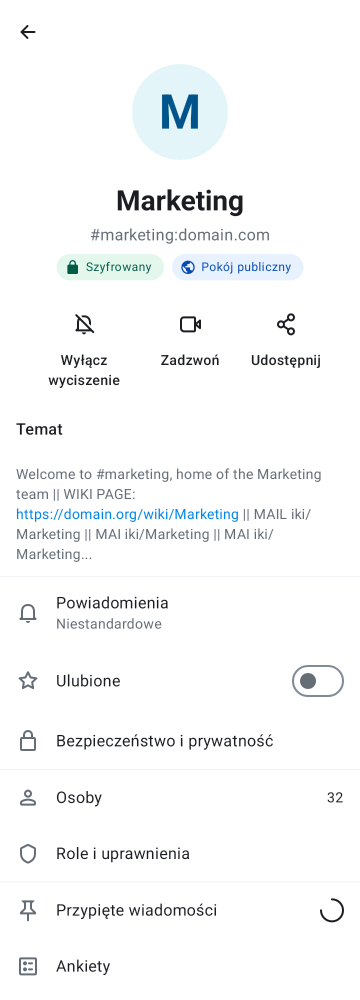 M
Marketing
#marketing:domain.com
Szyfrowany
Pokój publiczny
Wyłącz
wyciszenie
Zadzwoń
Udostępnij
Temat
Welcome to #marketing, home of the Marketing
team || WIKI PAGE:
https://domain.org/wiki/Marketing || MAIL iki/
Marketing || MAI iki/Marketing || MAI iki/
Marketing...
Powiadomienia
Niestandardowe
Ulubione
Bezpieczeństwo i prywatność
Osoby 32
Role i uprawnienia
Przypięte wiadomości
Ankiety